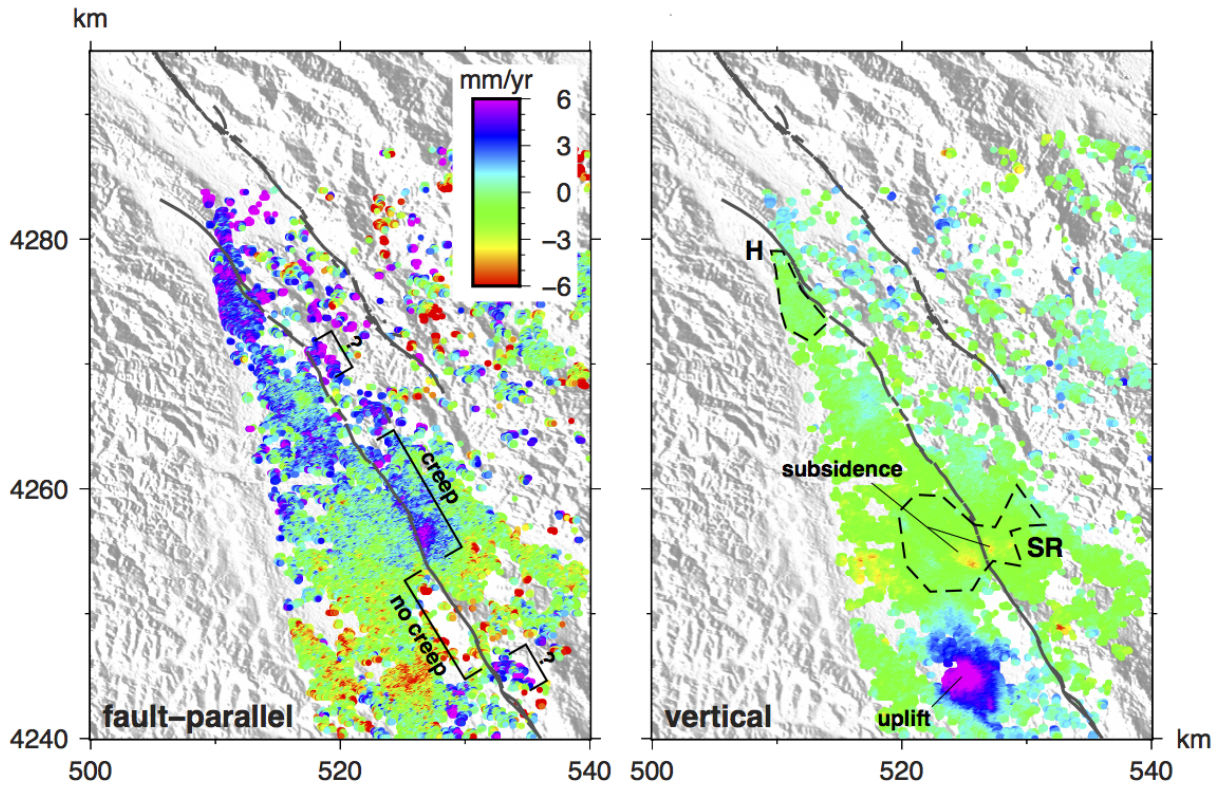 km
mm/yr
6
3
0
−3
−6
4280
4260
4240
?
creep
no creep
?
fault−parallel
500
520
540
H
subsidence
SR
uplift
vertical
km
500
520
540